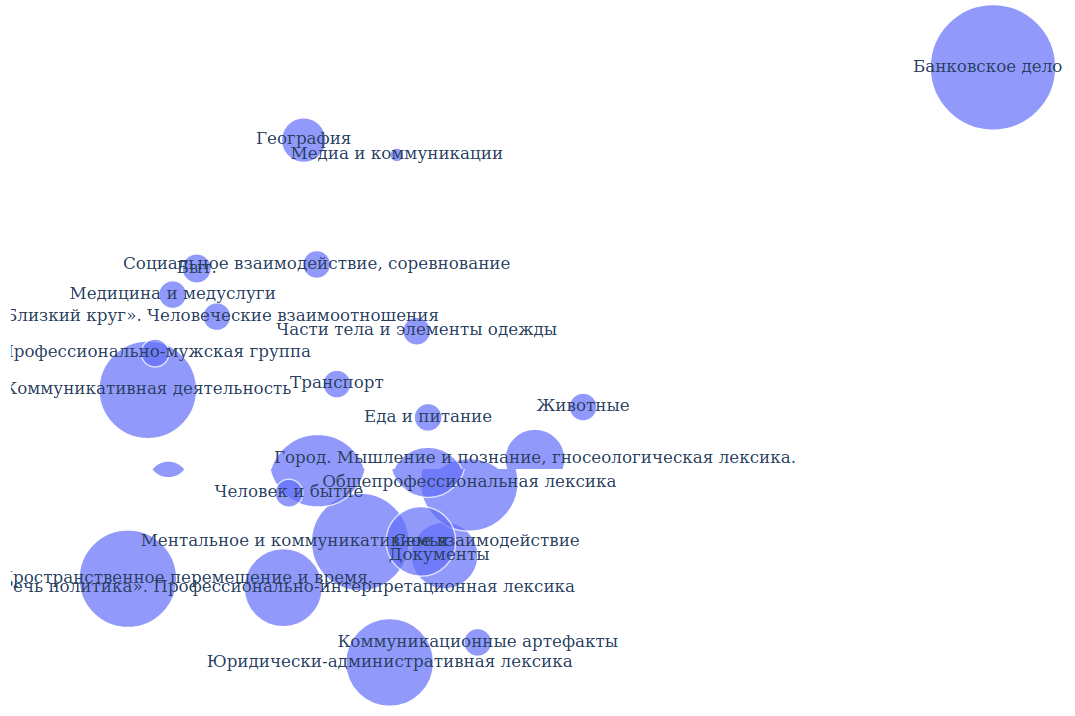 Банковское дело
География
Медиа и коммуникации
Социальное взаимодействие, соревнование
Быт.
Медицина и медуслуги
Близкий круг». Человеческие взаимоотношения
Части тела и элементы одежды
Профессионально-мужская группа
Транспорт
Коммуникативная деятельность
Животные
Еда и питание
Город. Мышление и познание, гносеологическая лексика.
Общепрофессиональная лексика
Человек и бытие
Ментальное и коммуникативное взаимодействие
Семья
Документы
Пространственное перемещение и время.
ечь политика». Профессионально-интерпретационная лексика
Коммуникационные артефакты
Юридически-административная лексика